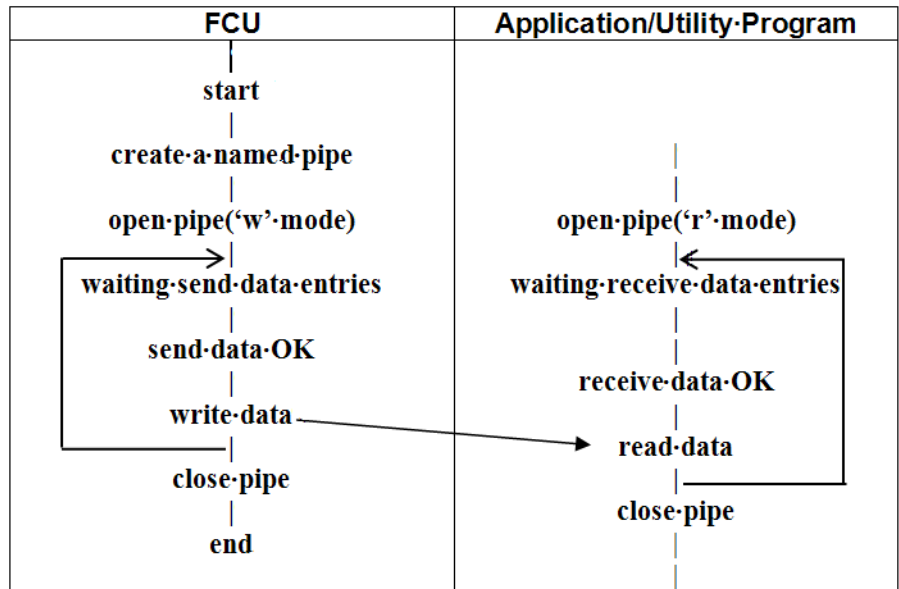 FCU
Application/Utility·Program
start
create·a·named·pipe
open·pipe(‘w’·mode)
waiting·send·data·entries
send·data·OK
write·data
close·pipe
end
open·pipe(‘r’·mode)
waiting·receive·data·entries
receive·data·OK
read·data
close·pipe